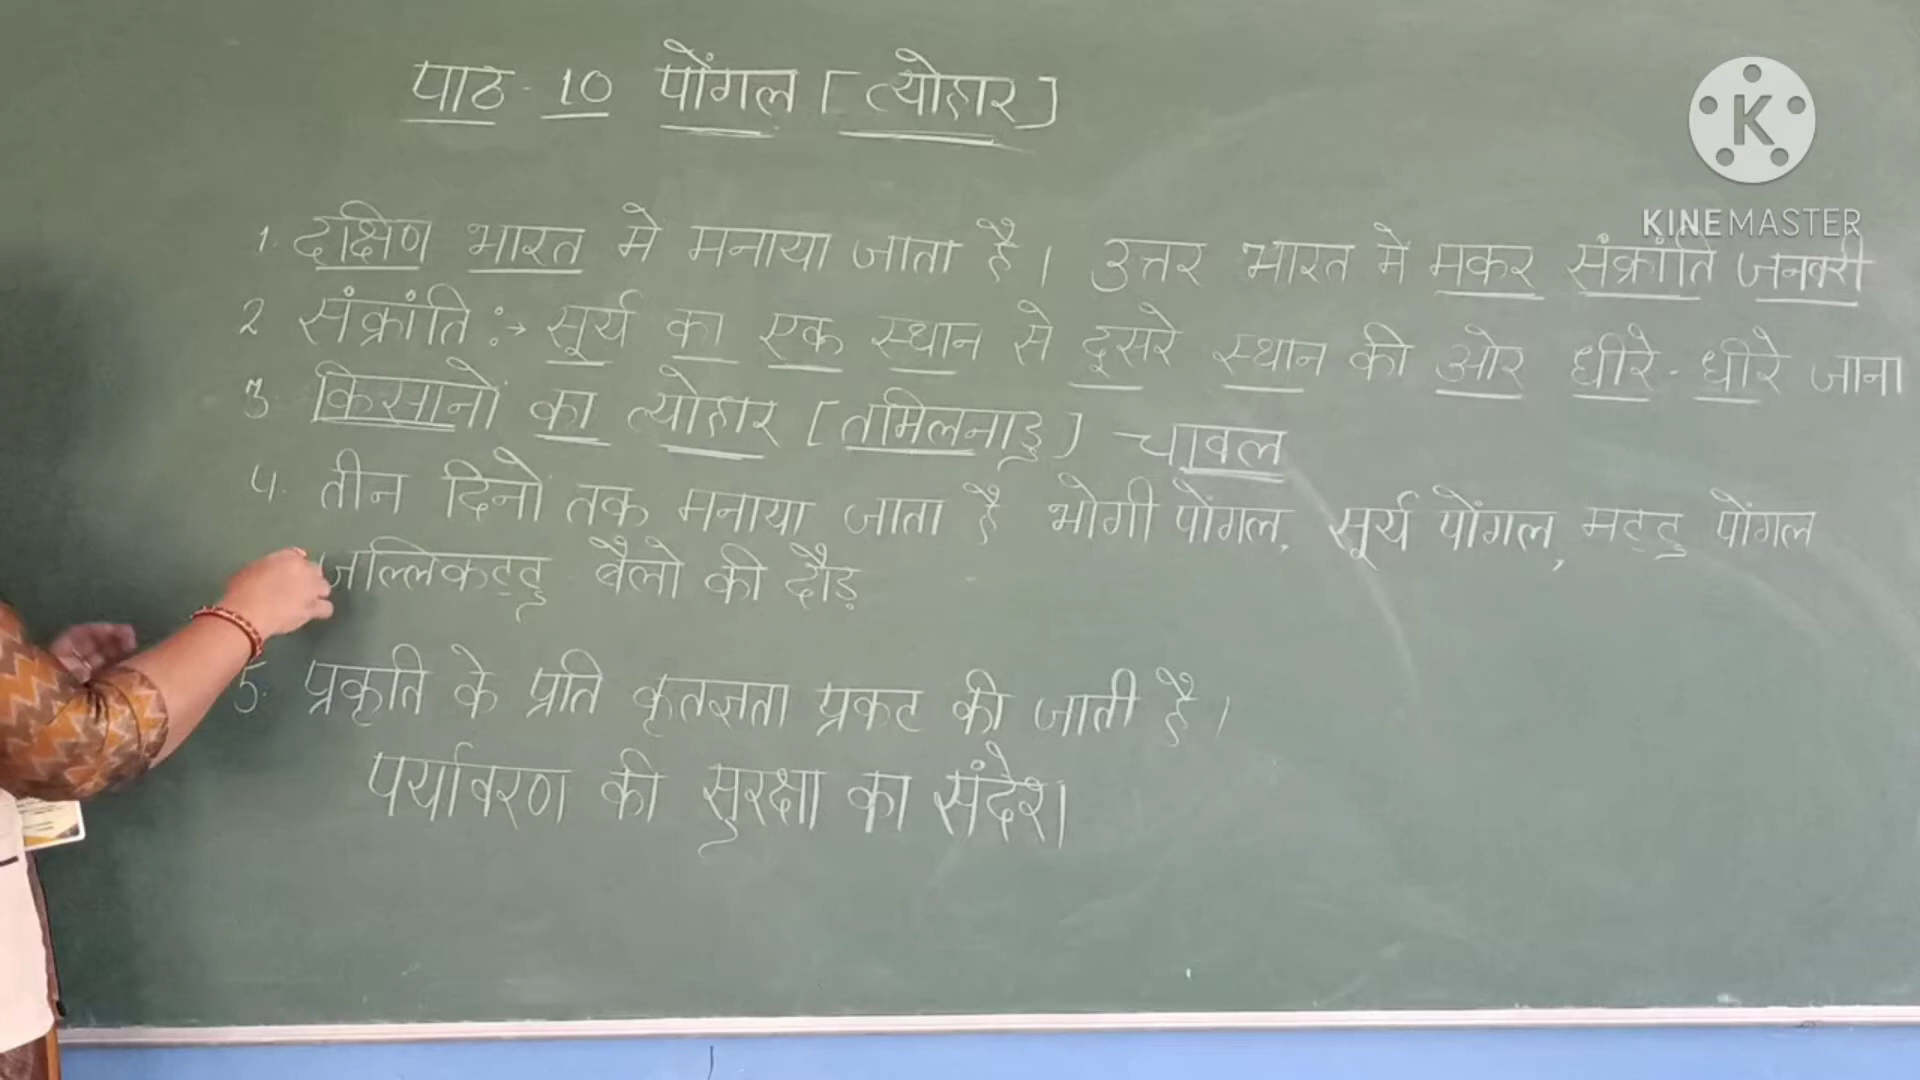 पाठ - 10 पोंगल [ त्योहार ]
K
KINEMASTER
1. दक्षिण भारत मे मनाया जाता है। उत्तर भारत में मकर संक्रांति जनवरी
2 संक्रांति :→ सूर्य का एक स्थान से दूसरे स्थान की ओर धीरे - धीरे जाना
3. किसानों का त्योहार [ तमिलनाडु ] चावल
4. तीन दिनों तक मनाया जाता है भोगी पोंगल, सूर्य पोंगल, मट्टु पोंगल
जल्लिकट्टू - बैलो की दौड़
5. प्रकृति के प्रति कृतज्ञता प्रकट की जाती है।
पर्यावरण की सुरक्षा का संदेश।